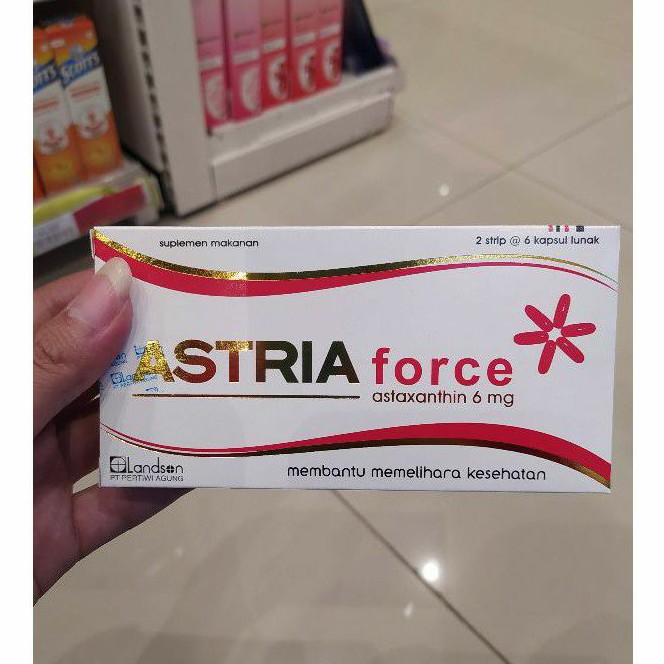 SCOTT'S
suplemen makanan
2 strip @ 6 kapsul lunak
ASTRIA force
astaxanthin 6 mg
Landson
PT PERTIWI AGUNG
membantu memelihara kesehatan